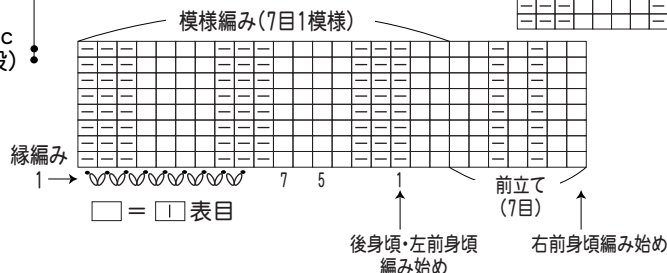 模様編み(7目1模様)
c
段)
縁編み
1
7 5 1
前立て
(7目)
□ = | 表目
後身頃・左前身頃
編み始め
右前身頃編み始め